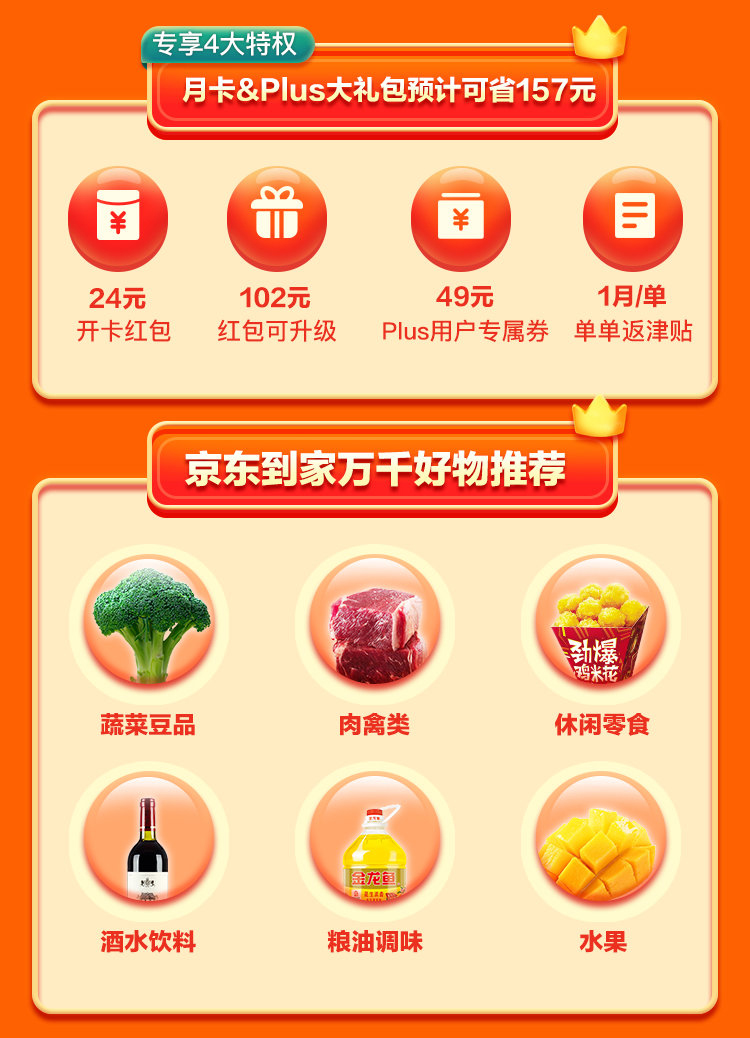 专享4大特权
月卡&Plus大礼包预计可省157元
¥
¥
24元
102元
49元
1月/单
开卡红包
红包可升级
Plus用户专属券
单单返津贴
京东到家万千好物推荐
劲爆
鸡米花
蔬菜豆品
肉禽类
休闲零食
金龙鱼
酒水饮料
粮油调味
水果